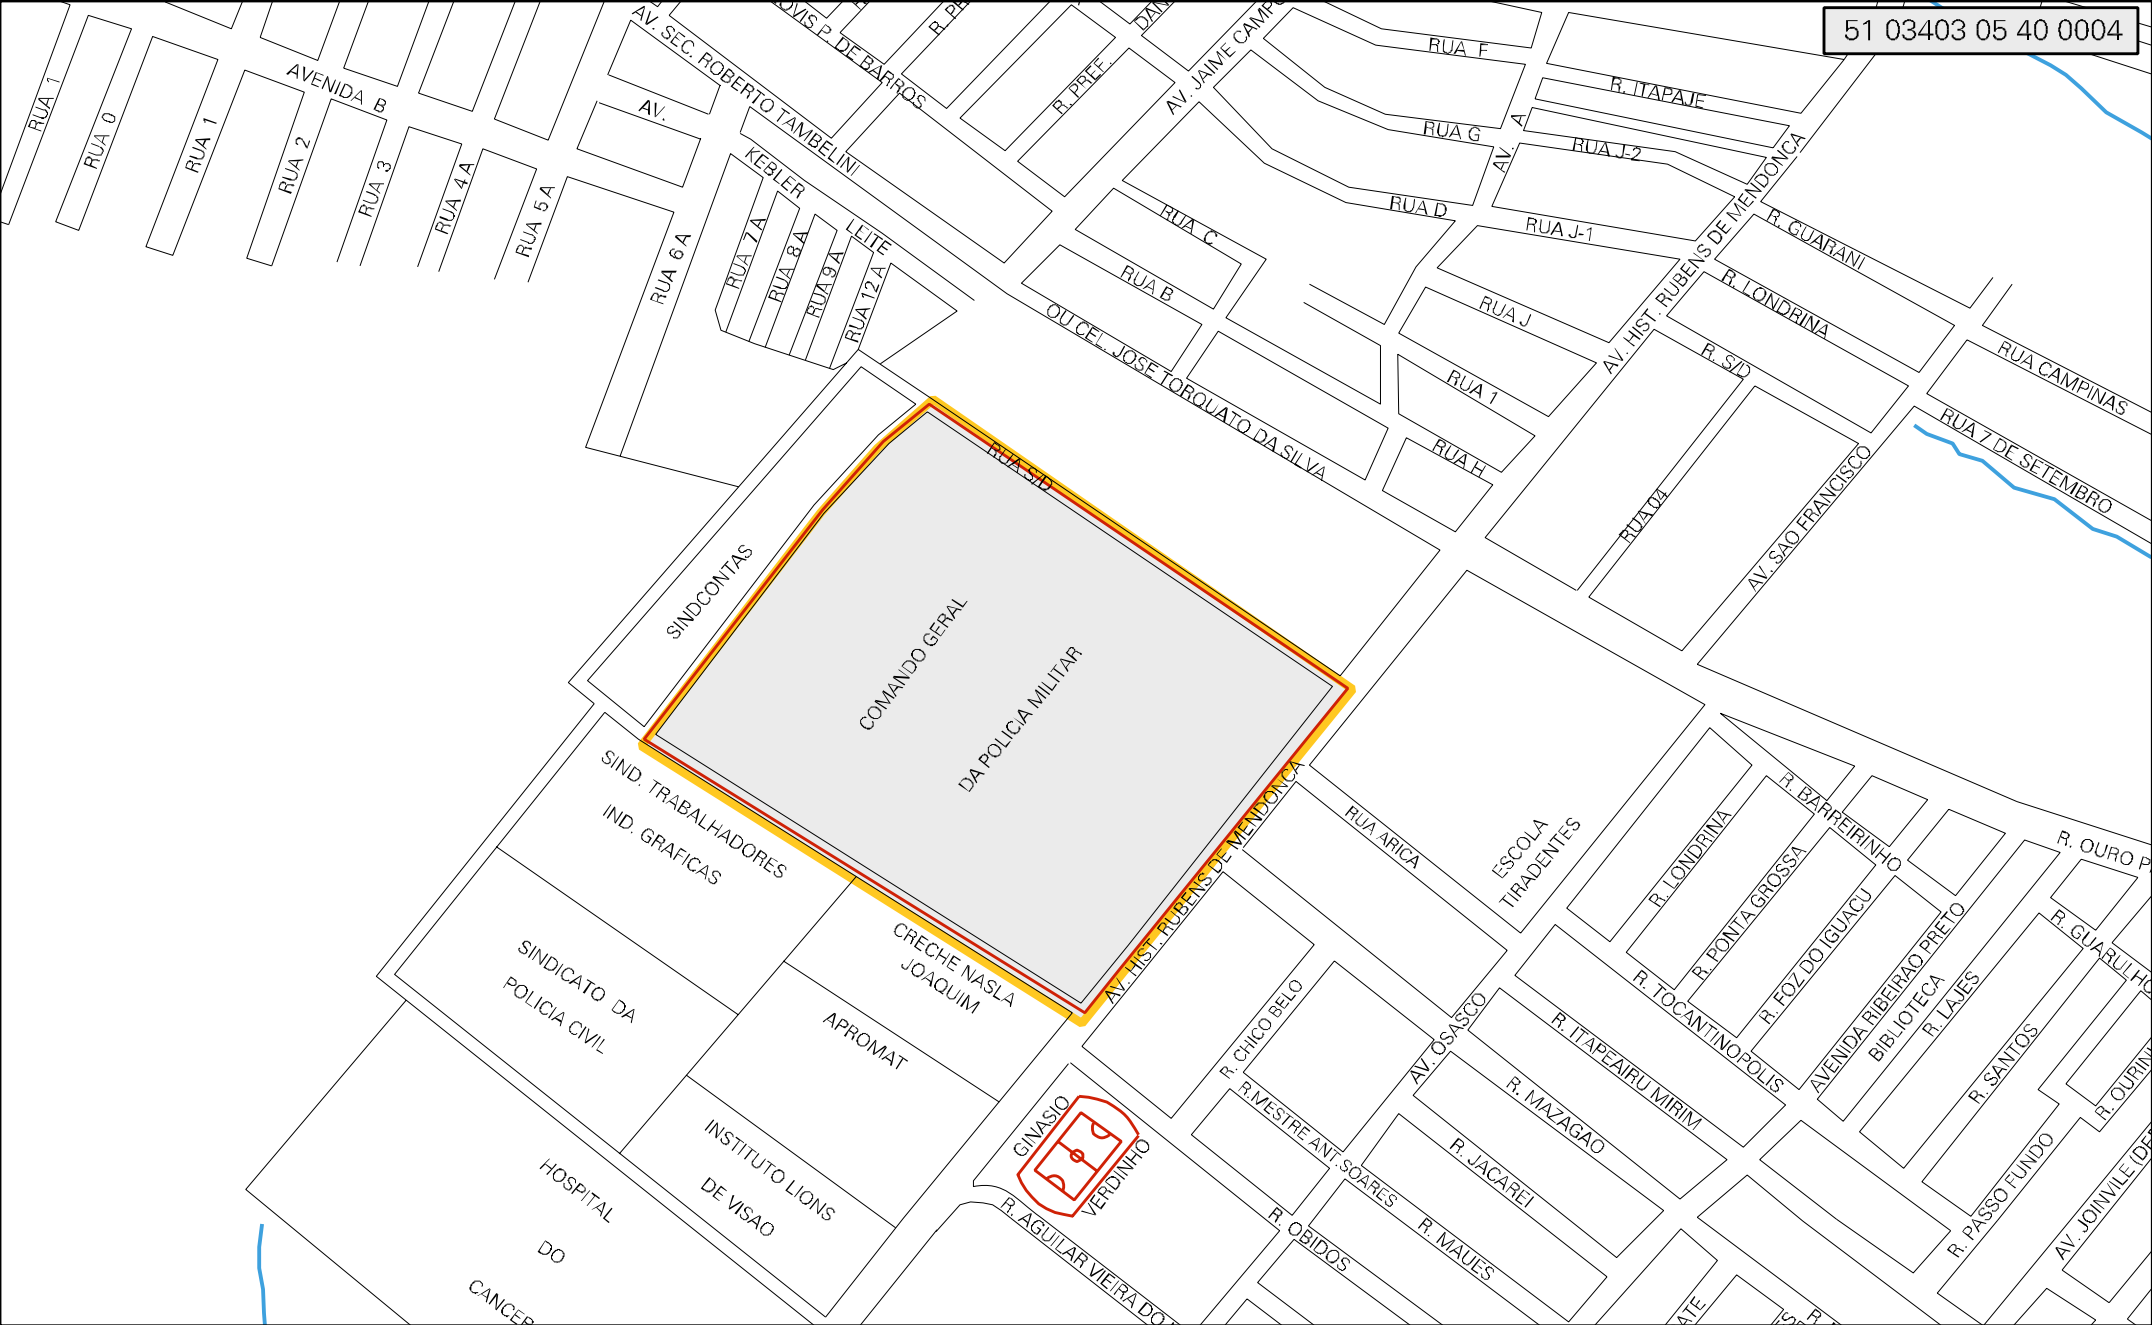 51 03403 05 40 0004
AV. SEC. ROBERTO TAMBELINI
R. PREF.
AV. JAIME CAMPO
RUA F
R. ITAPAJE
RUA G
AV. A
RUA J-2
RUA D
RUA J-1
RUA C
RUA B
RUA J
RUA 1
RUA H
AV. HIST. RUBENS DE MENDONCA
R. GUARANI
R. LONDRINA
R. S/D
RUA CAMPINAS
RUA 7 DE SETEMBRO
RUA 04
AV. SAO FRANCISCO
RUA 1
RUA 0
RUA 1
AVENIDA B
RUA 2
RUA 3
RUA 4 A
RUA 5 A
AV.
RUA 6 A
KEBLER
LEITE
RUA 7 A
RUA 8 A
RUA 9 A
RUA 12 A
OU CEL. JOSE TORQUATO DA SILVA
RUA S/D
SINDCONTAS
COMANDO GERAL
DA POLICIA MILITAR
SIND. TRABALHADORES
IND. GRAFICAS
SINDICATO DA
POLICIA CIVIL
CRECHE NASLA
JOAQUIM
APROMAT
INSTITUTO LIONS
DE VISAO
HOSPITAL
DO
CANCER
AV. HIST. RUBENS DE MENDONCA
RUA ARICA
ESCOLA
TIRADENTES
R. LONDRINA
R. BARREIRINHO
R. PONTA GROSSA
R. FOZ DO IGUACU
AVENIDA RIBEIRAO PRETO
BIBLIOTECA
R. LAJES
R. SANTOS
R. OURO P
R. GUARULHO
R. OURIN
R. TOCANTINOPOLIS
R. ITAPEAIRU MIRIM
AV. OSASCO
R. CHICO BELO
R.MESTRE ANT.SOARES
R. MAZAGAO
R. JACAREI
R. MAUES
R. OBIDOS
GINASIO
VERDINHO
R. AGUILAR VIEIRA DO
R. PASSO FUNDO
AV. JOINVILE (DE
ATE